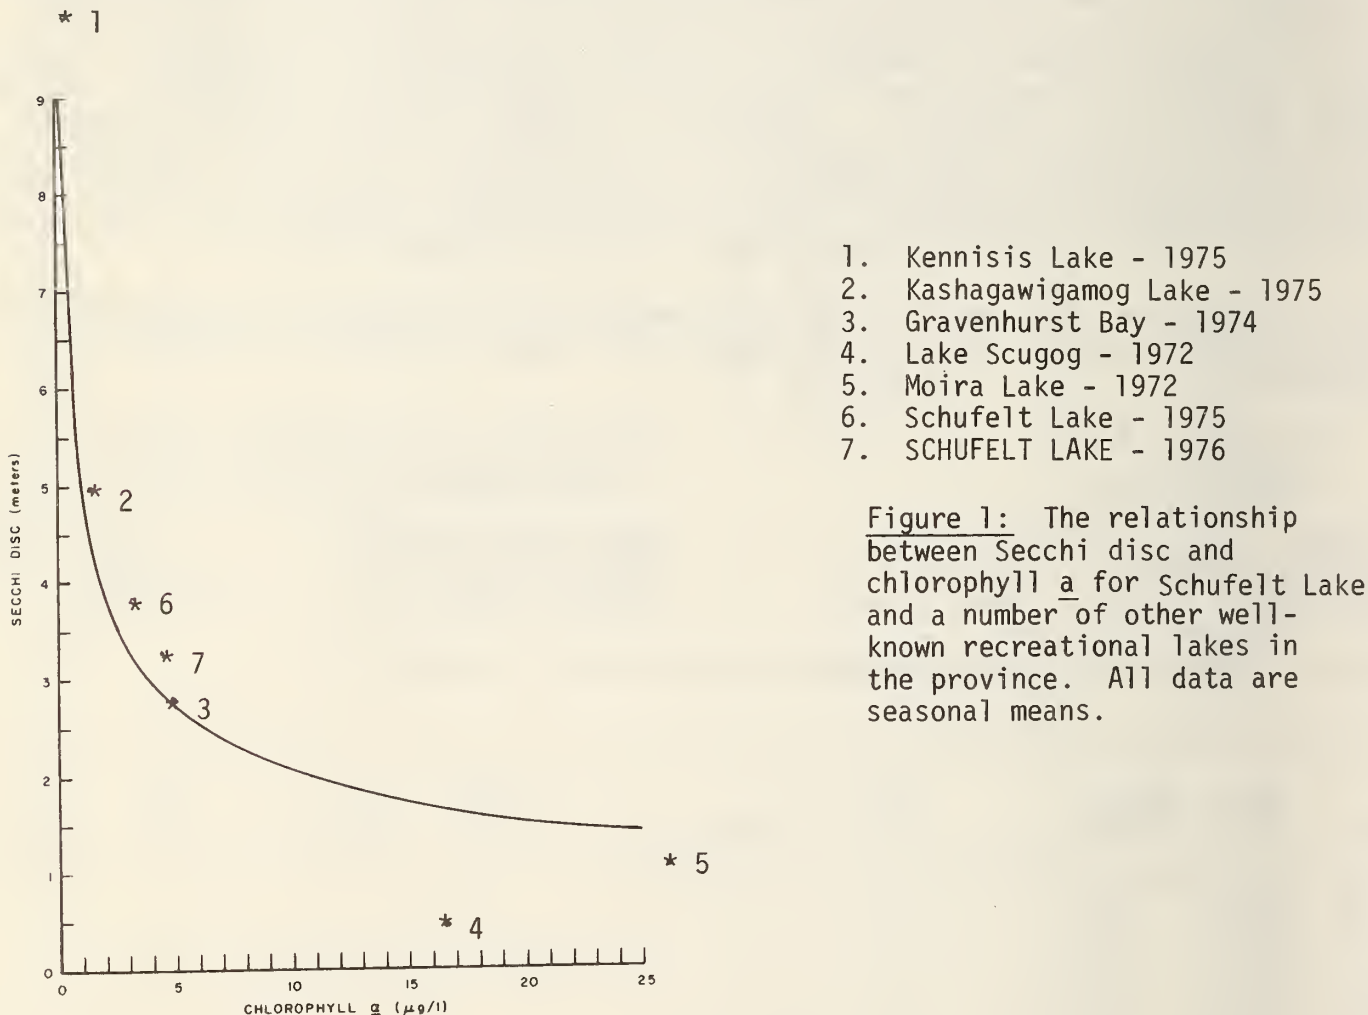 * 1
9
8
7
6
5
4
3
2
1
0
SECCHI DISC (meters)
* 2
* 6
* 7
* 3
* 5
* 4
0 5 10 15 20 25
CHLOROPHYLL a (µg/l)
1. Kennisis Lake - 1975
2. Kashagawigamog Lake - 1975
3. Gravenhurst Bay - 1974
4. Lake Scugog - 1972
5. Moira Lake - 1972
6. Schufelt Lake - 1975
7. SCHUFELT LAKE - 1976
Figure 1: The relationship
between Secchi disc and
chlorophyll a for Schufelt Lake
and a number of other well-
known recreational lakes in
the province. All data are
seasonal means.